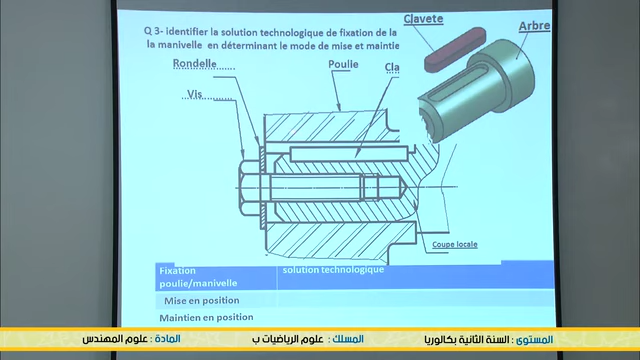 Q 3- identifier la solution technologique de fixation de la
la manivelle en déterminant le mode de mise et maintie
Clavete
Arbre
Rondelle
Poulie
Cla
Vis
Coupe locale
Fixation poulie/manivelle
solution technologique
Mise en position
Maintien en position
المستوى : السنة الثانية بكالوريا
المسلك : علوم الرياضيات ب
المادة : علوم المهندس